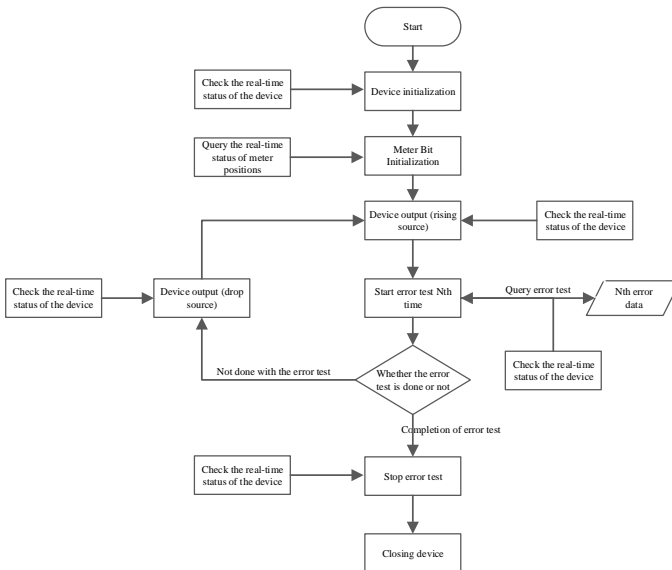 Start
Check the real-time
status of the device
Device initialization
Query the real-time
status of meter
positions
Meter Bit
Initialization
Device output (rising
source)
Check the real-time
status of the device
Check the real-time
status of the device
Device output (drop
source)
Start error test Nth
time
Query error test
Nth error
data
Not done with the error test
Whether the error
test is done or not
Check the real-time
status of the device
Completion of error test
Check the real-time
status of the device
Stop error test
Closing device